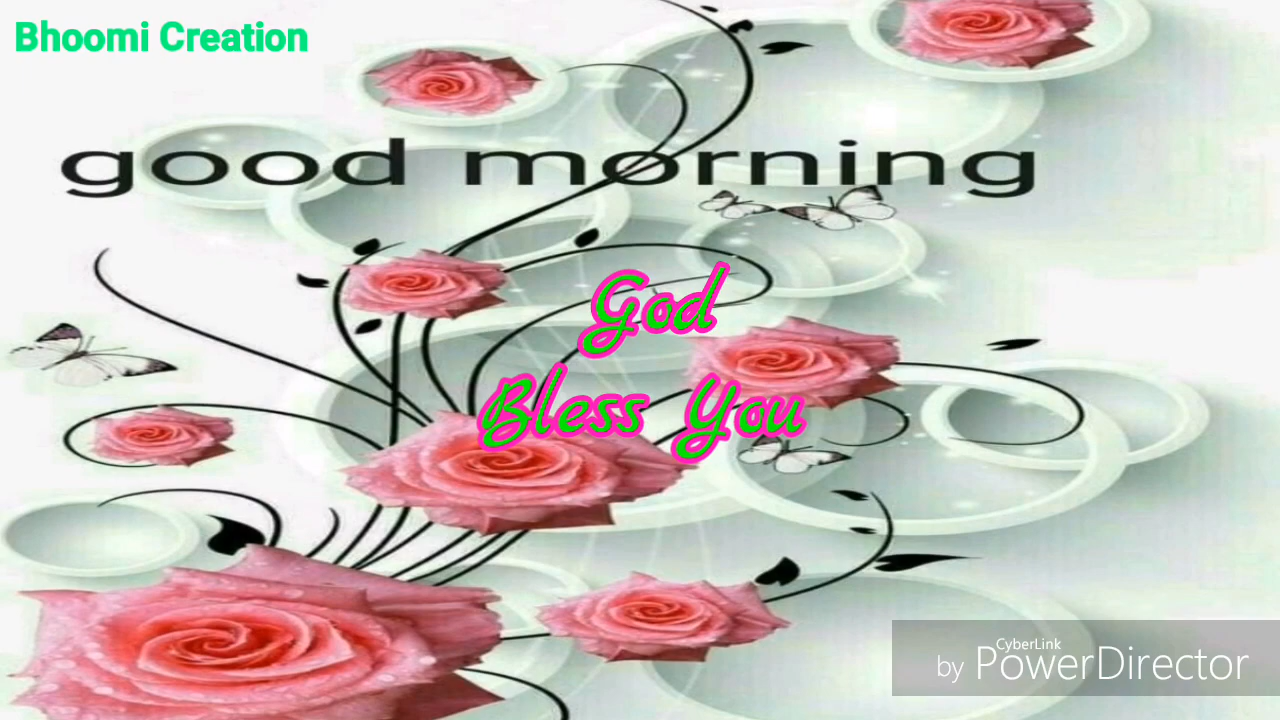 Bhoomi Creation
good morning
God
Bless You
CyberLink
by PowerDirector